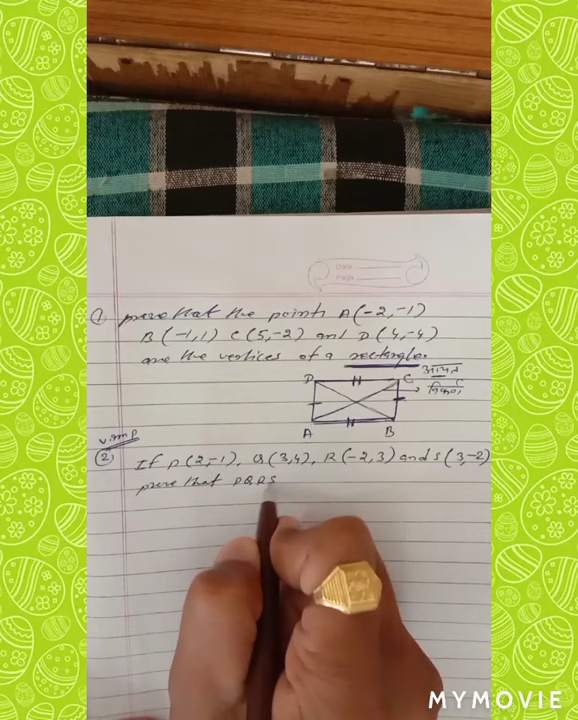 Date
Page
① prove that the points A(-2,-1)
B(-1,1) C(5,-2) and D(4,-4)
are the vertices of a rectangle.
आयत
D C
विकर्ण
A B
v.imp
② If P(2,-1), Q(3,4), R(-2,3) and S(3,-2)
prove that PQRS
MYMOVIE